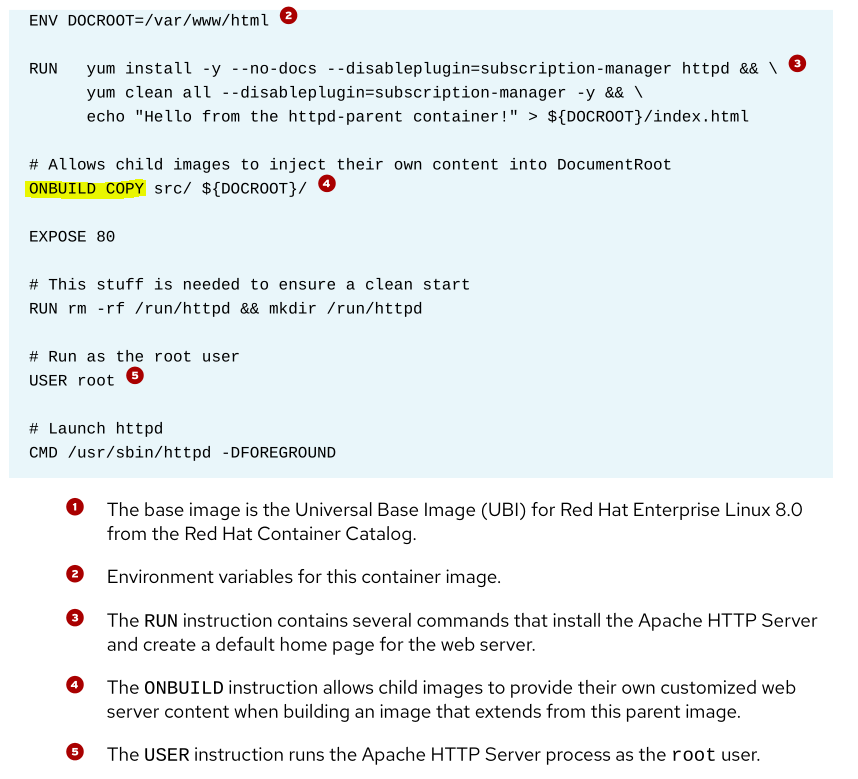 ENV DOCROOT=/var/www/html 2
RUN yum install -y --no-docs --disableplugin=subscription-manager httpd && \ 3
yum clean all --disableplugin=subscription-manager -y && \
echo "Hello from the httpd-parent container!" > ${DOCROOT}/index.html
# Allows child images to inject their own content into DocumentRoot
ONBUILD COPY src/ ${DOCROOT}/ 4
EXPOSE 80
# This stuff is needed to ensure a clean start
RUN rm -rf /run/httpd && mkdir /run/httpd
# Run as the root user
USER root 5
# Launch httpd
CMD /usr/sbin/httpd -DFOREGROUND
1 The base image is the Universal Base Image (UBI) for Red Hat Enterprise Linux 8.0
from the Red Hat Container Catalog.
2 Environment variables for this container image.
3 The RUN instruction contains several commands that install the Apache HTTP Server
and create a default home page for the web server.
4 The ONBUILD instruction allows child images to provide their own customized web
server content when building an image that extends from this parent image.
5 The USER instruction runs the Apache HTTP Server process as the root user.